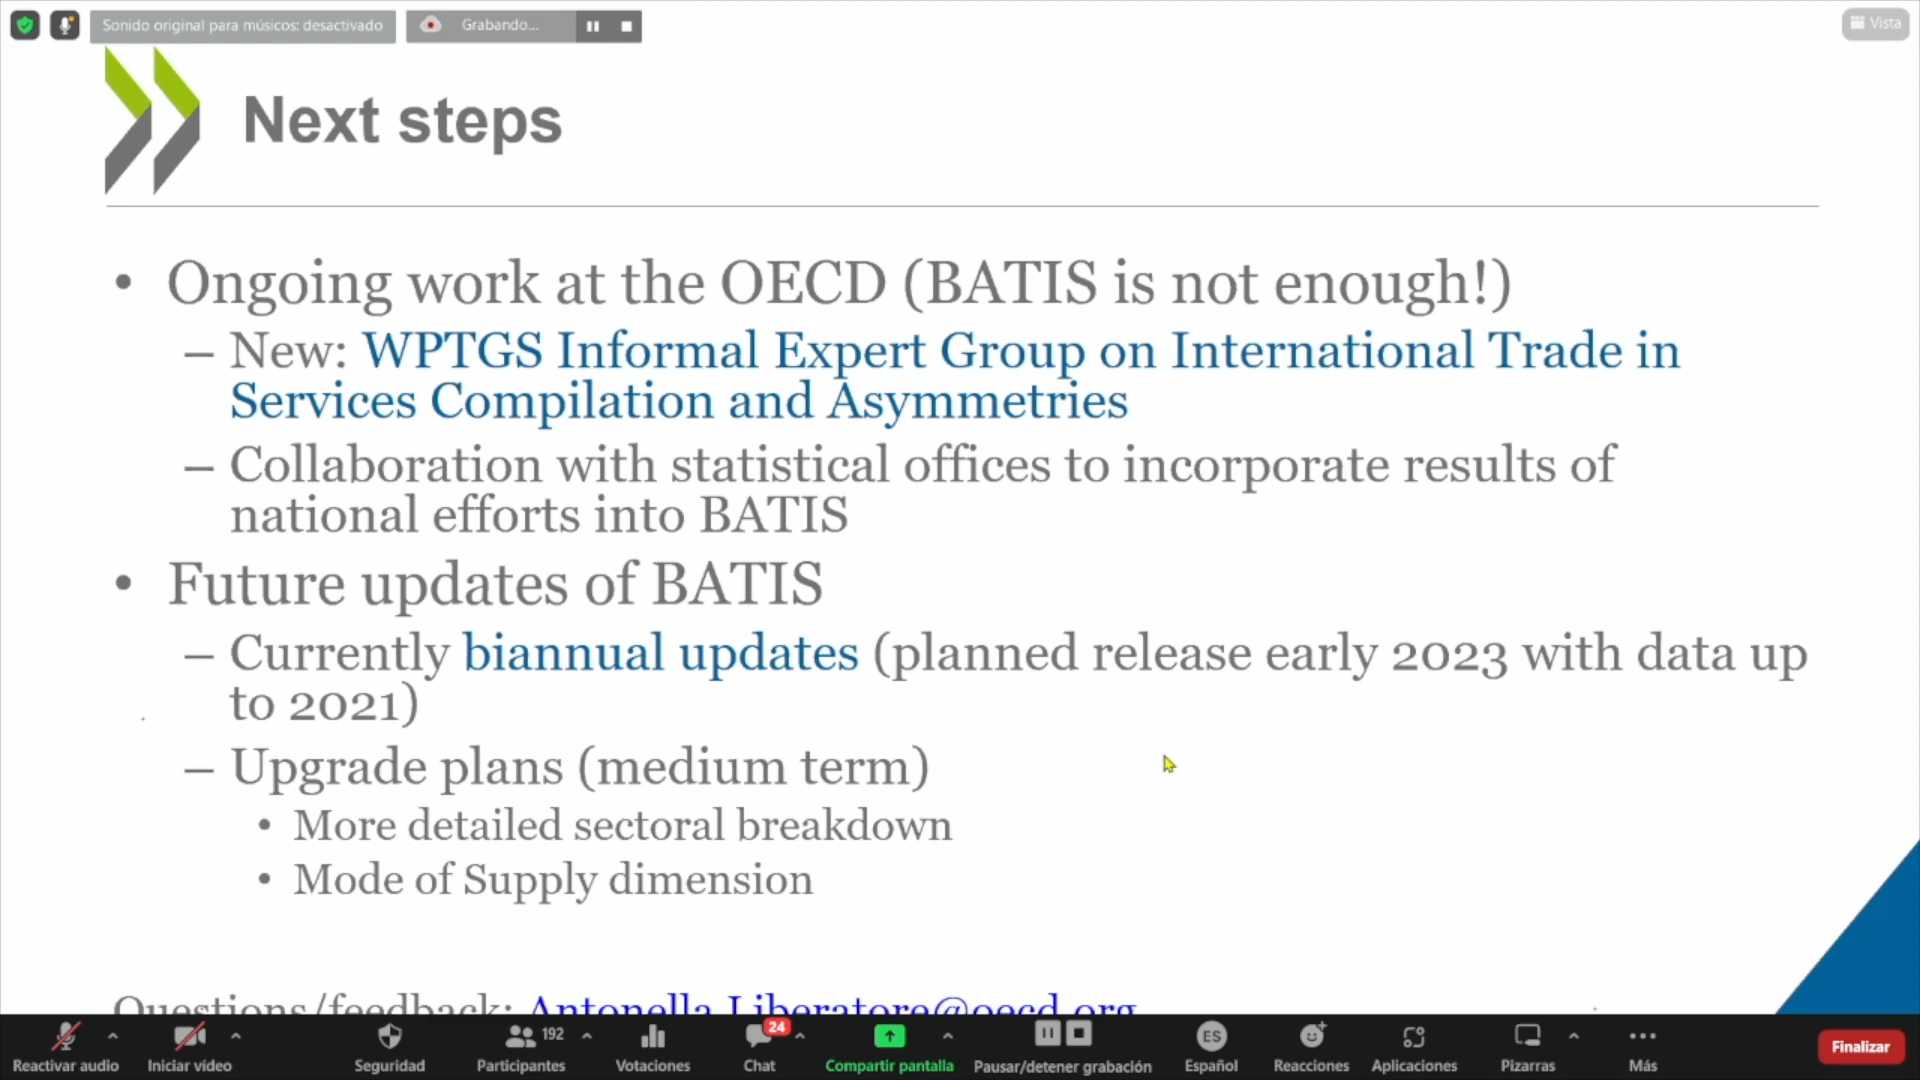 Sonido original para músicos: desactivado
Grabando...
Vista
Next steps
• Ongoing work at the OECD (BATIS is not enough!)
– New: WPTGS Informal Expert Group on International Trade in
Services Compilation and Asymmetries
– Collaboration with statistical offices to incorporate results of
national efforts into BATIS
• Future updates of BATIS
– Currently biannual updates (planned release early 2023 with data up
to 2021)
– Upgrade plans (medium term)
• More detailed sectoral breakdown
• Mode of Supply dimension
Questions/feedback: Antonella.Liberatore@oecd.org
192
24
ES
Reactivar audio
Iniciar vídeo
Seguridad
Participantes
Votaciones
Chat
Compartir pantalla
Pausar/detener grabación
Español
Reacciones
Aplicaciones
Pizarras
Más
Finalizar